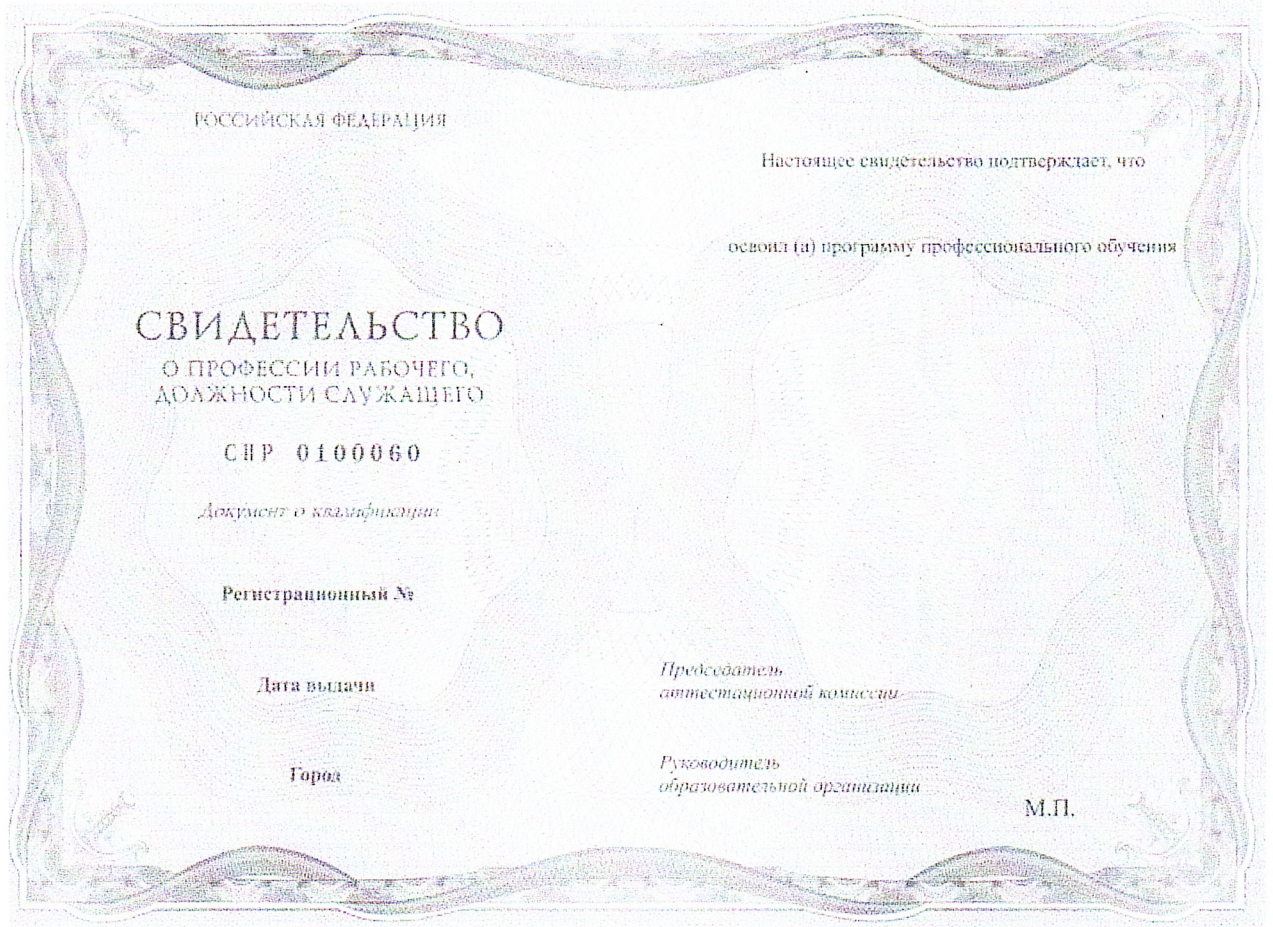 РОССИЙСКАЯ ФЕДЕРАЦИЯ
СВИДЕТЕЛЬСТВО
О ПРОФЕССИИ РАБОЧЕГО,
ДОЛЖНОСТИ СЛУЖАЩЕГО
СПР 0100060
Документ о квалификации
Регистрационный №
Дата выдачи
Город
Настоящее свидетельство подтверждает, что
освоил (а) программу профессионального обучения
Председатель
аттестационной комиссии
Руководитель
образовательной организации
М.П.